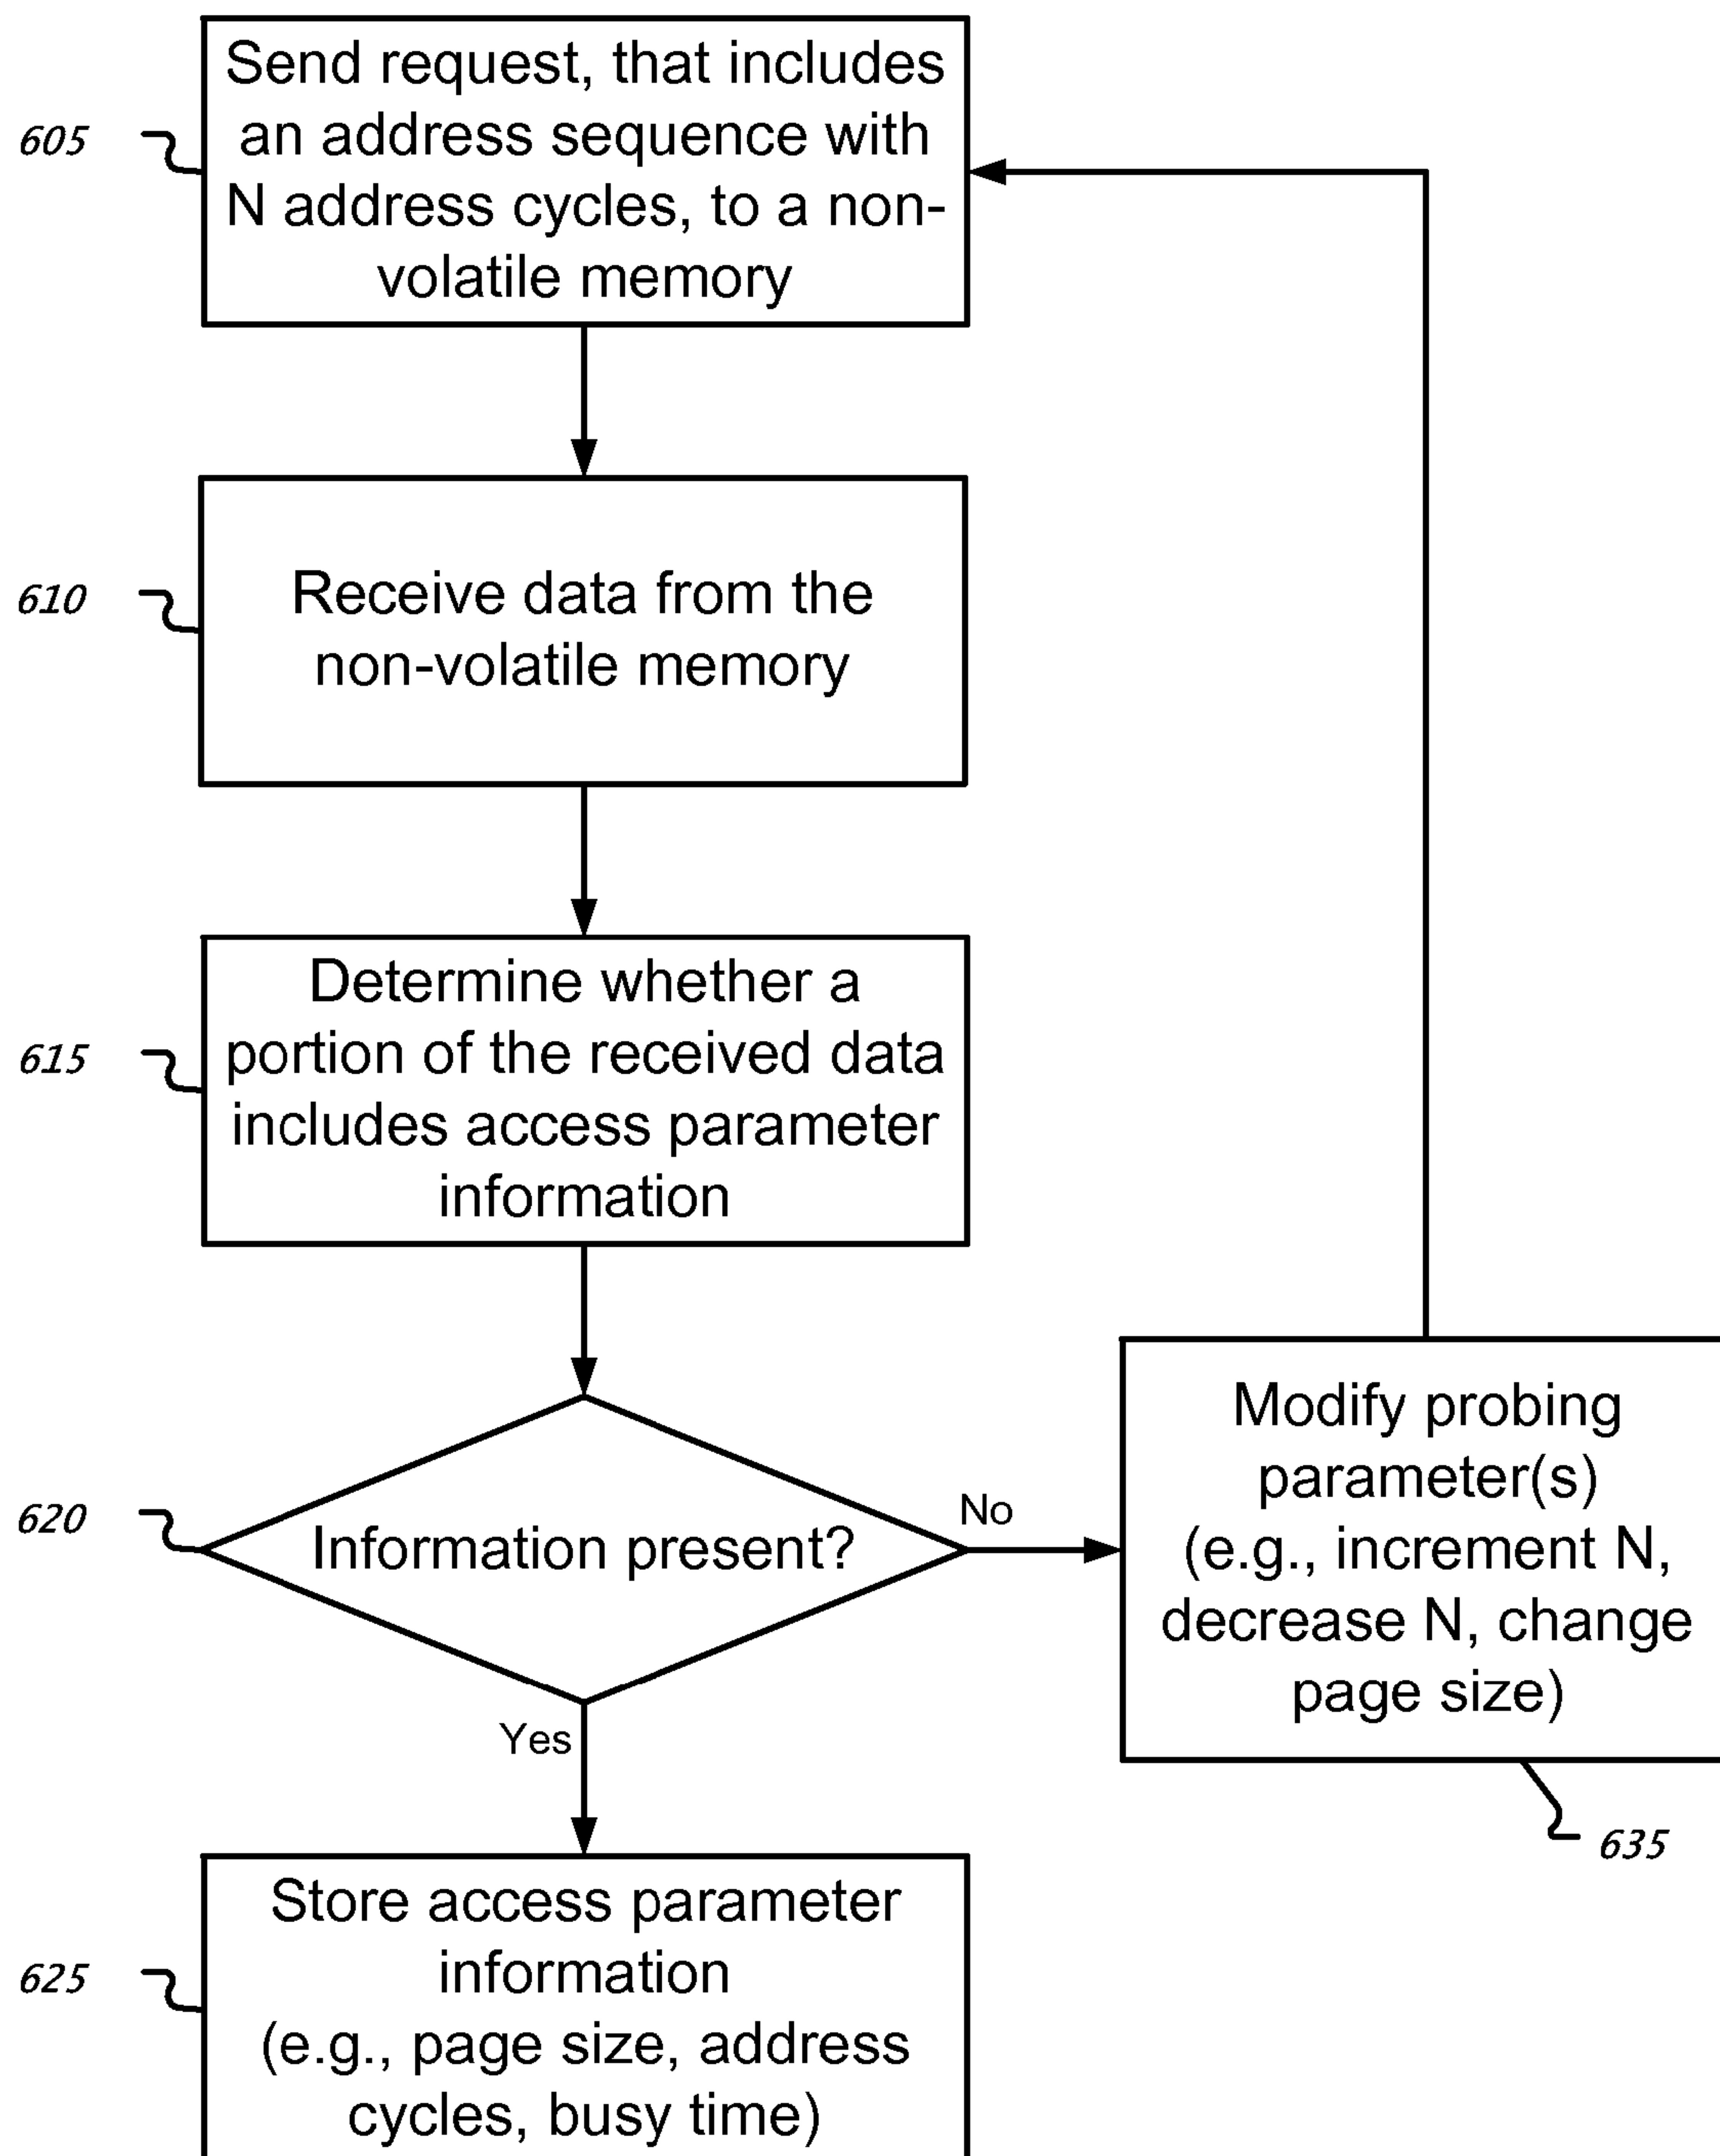 605
Send request, that includes
an address sequence with
N address cycles, to a non-
volatile memory
610
Receive data from the
non-volatile memory
615
Determine whether a
portion of the received data
includes access parameter
information
620
Information present?
No
Yes
Modify probing
parameter(s)
(e.g., increment N,
decrease N, change
page size)
635
625
Store access parameter
information
(e.g., page size, address
cycles, busy time)